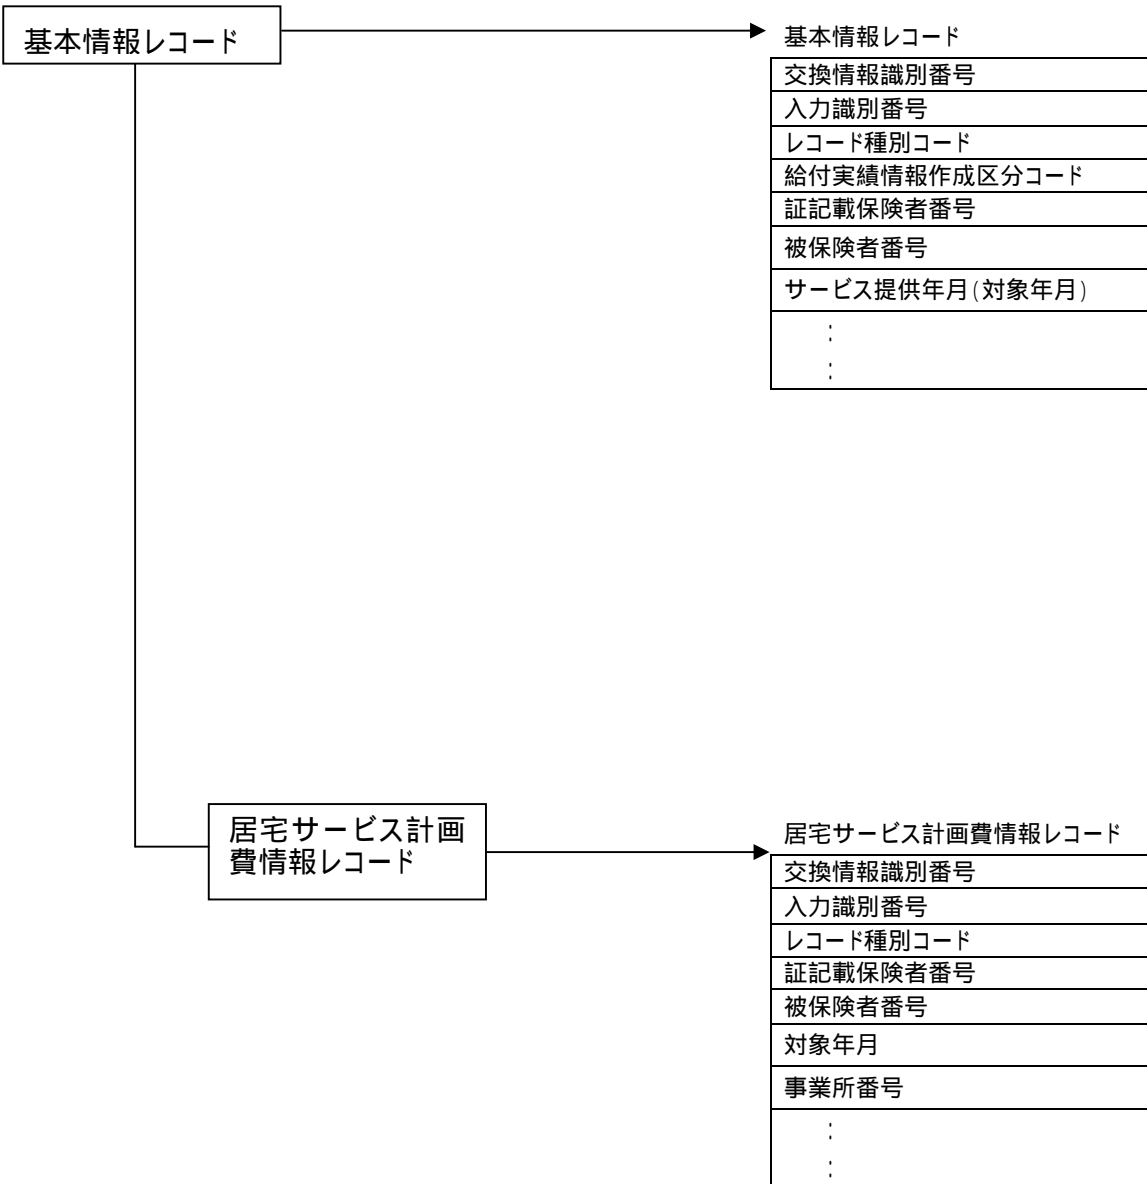 基本情報レコード
基本情報レコード
交換情報識別番号
入力識別番号
レコード種別コード
給付実績情報作成区分コード
証記載保険者番号
被保険者番号
サービス提供年月(対象年月)
:
:
居宅サービス計画
費情報レコード
居宅サービス計画費情報レコード
交換情報識別番号
入力識別番号
レコード種別コード
証記載保険者番号
被保険者番号
対象年月
事業所番号
:
: